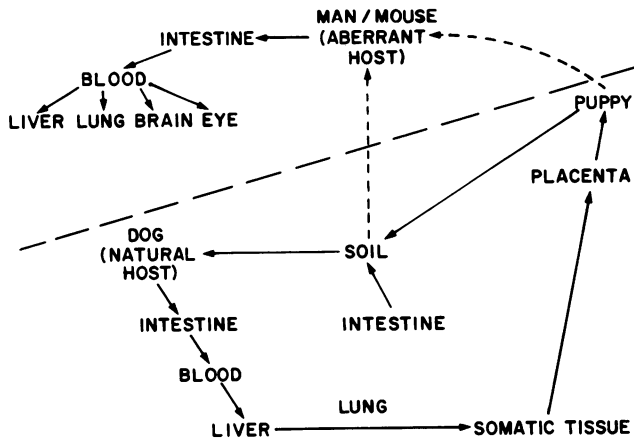 MAN / MOUSE
(ABERRANT
HOST)
INTESTINE
BLOOD
LIVER LUNG BRAIN EYE
PUPPY
PLACENTA
DOG
(NATURAL
HOST)
SOIL
INTESTINE
INTESTINE
BLOOD
LUNG
LIVER
SOMATIC TISSUE